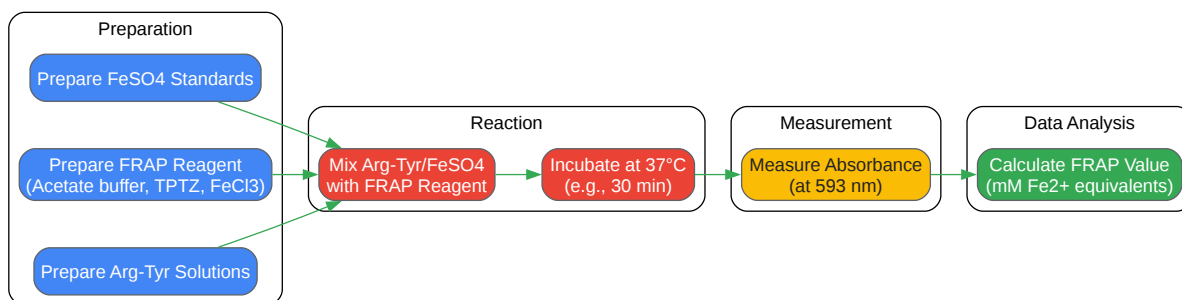 Preparation
Prepare FeSO4 Standards
Prepare FRAP Reagent
(Acetate buffer, TPTZ, FeCl3)
Prepare Arg-Tyr Solutions
Reaction
Mix Arg-Tyr/FeSO4
with FRAP Reagent
Incubate at 37°C
(e.g., 30 min)
Measurement
Measure Absorbance
(at 593 nm)
Data Analysis
Calculate FRAP Value
(mM Fe2+ equivalents)